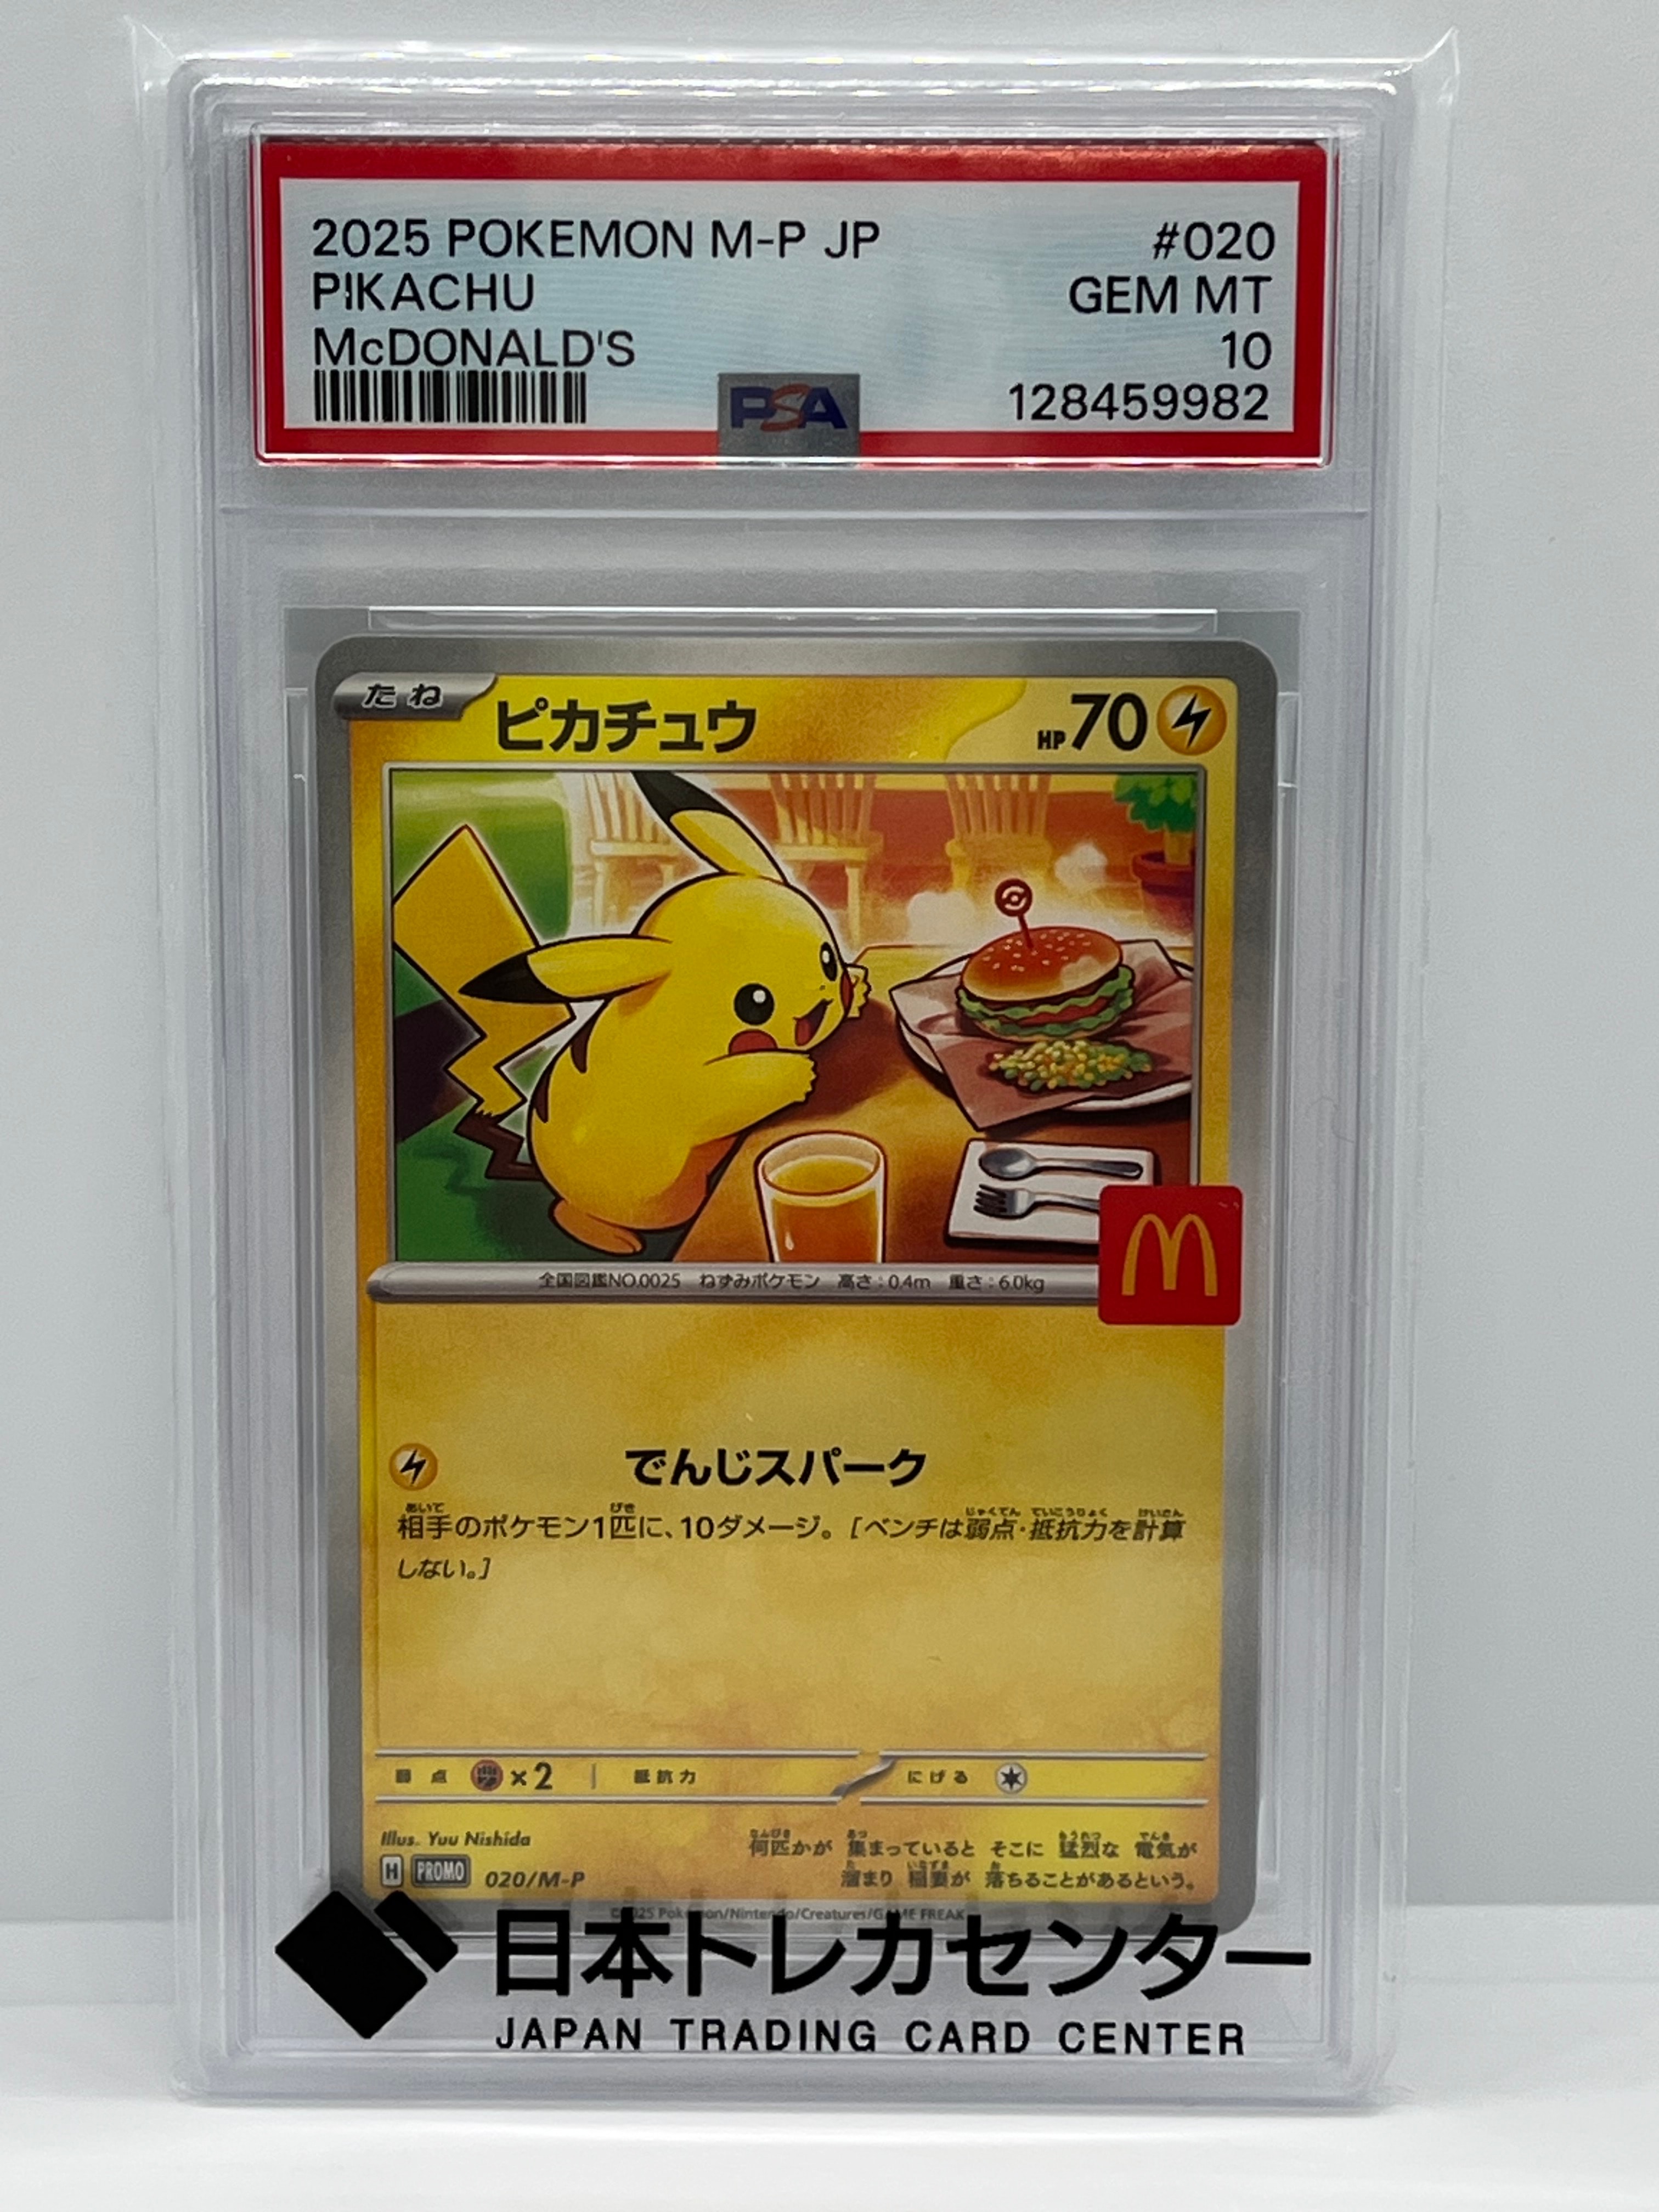 2025 POKEMON M-P JP #020
PIKACHU GEM MT
McDONALD'S 10
PSA 128459982
たね ピカチュウ HP70
全国図鑑NO.0025 ねずみポケモン 高さ:0.4m 重さ:6.0kg
M
でんじスパーク
相手のポケモン1匹に、10ダメージ。[ベンチは弱点・抵抗力を計算
しない。]
弱点 ×2 抵抗力 にげる
Illus. Yuu Nishida
何匹かが 集まっていると そこに 猛烈な 電気が
H PROMO 020/M-P
溜まり 稲妻が 落ちることがあるという。
©2025 Pokémon/Nintendo/Creatures/GAME FREAK
日本トレカセンター
JAPAN TRADING CARD CENTER